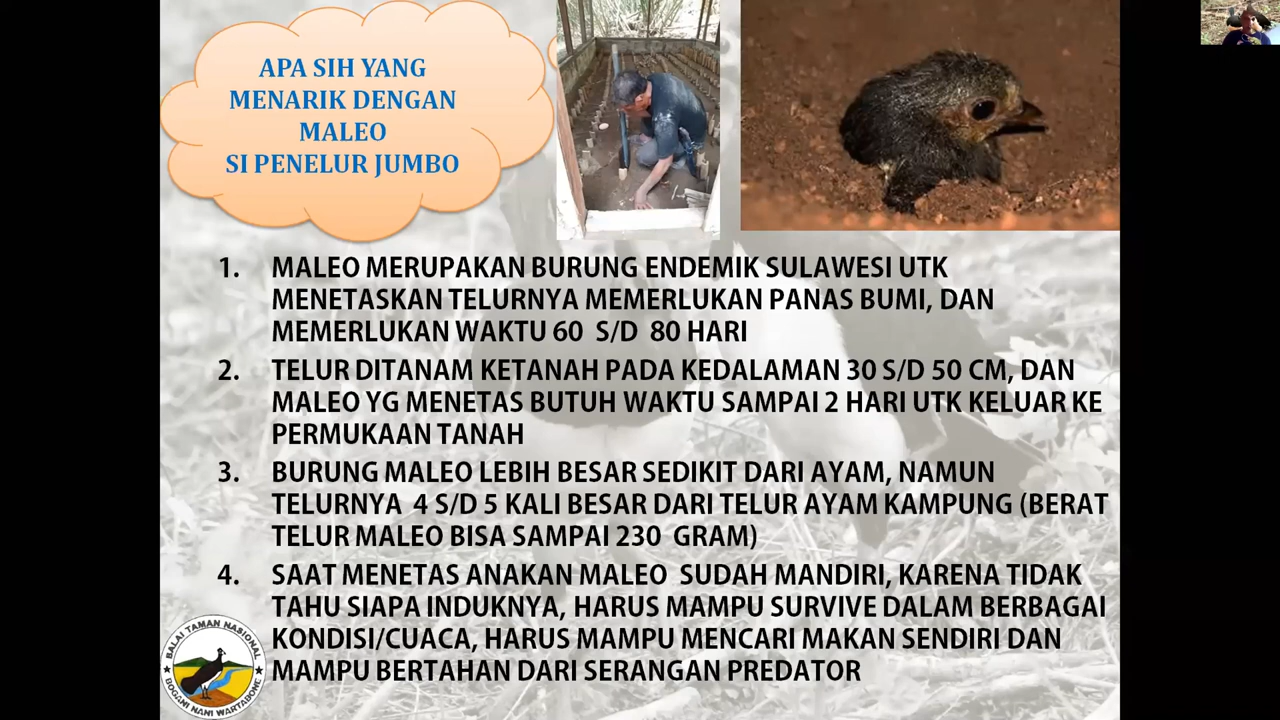 APA SIH YANG
MENARIK DENGAN
MALEO
SI PENELUR JUMBO
1. MALEO MERUPAKAN BURUNG ENDEMIK SULAWESI UTK
MENETASKAN TELURNYA MEMERLUKAN PANAS BUMI, DAN
MEMERLUKAN WAKTU 60 S/D 80 HARI
2. TELUR DITANAM KETANAH PADA KEDALAMAN 30 S/D 50 CM, DAN
MALEO YG MENETAS BUTUH WAKTU SAMPAI 2 HARI UTK KELUAR KE
PERMUKAAN TANAH
3. BURUNG MALEO LEBIH BESAR SEDIKIT DARI AYAM, NAMUN
TELURNYA 4 S/D 5 KALI BESAR DARI TELUR AYAM KAMPUNG (BERAT
TELUR MALEO BISA SAMPAI 230 GRAM)
4. SAAT MENETAS ANAKAN MALEO SUDAH MANDIRI, KARENA TIDAK
TAHU SIAPA INDUKNYA, HARUS MAMPU SURVIVE DALAM BERBAGAI
KONDISI/CUACA, HARUS MAMPU MENCARI MAKAN SENDIRI DAN
MAMPU BERTAHAN DARI SERANGAN PREDATOR
BALAI TAMAN NASIONAL
BOGANI NANI WARTABONE